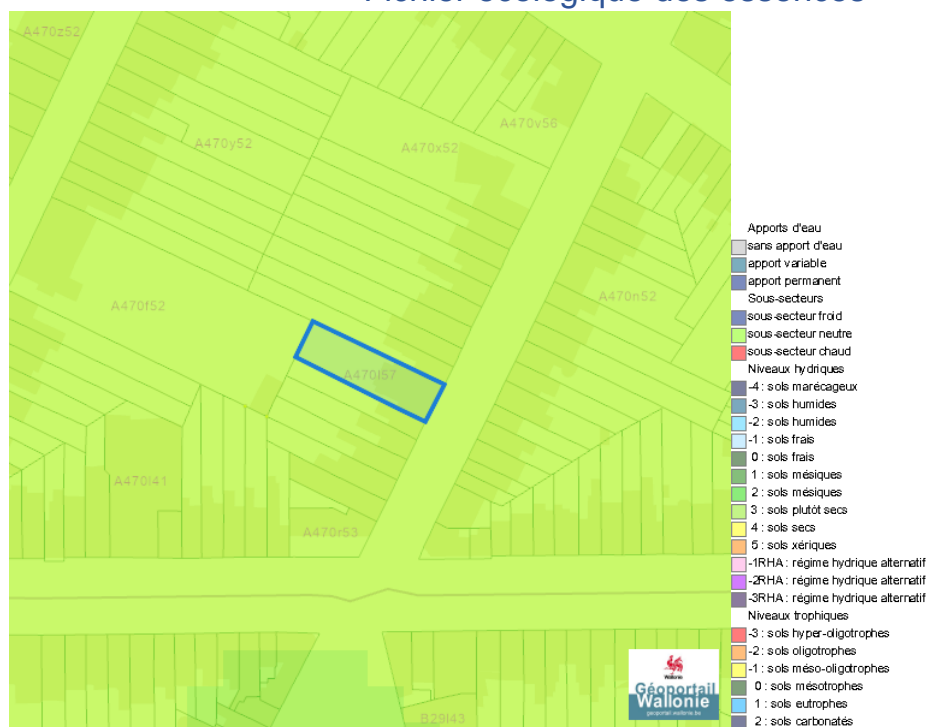 Fichier écologique des essences
A470z52
A470v56
A470y52
A470x52
A470n52
A470f52
A470l57
A470l41
A470r53
B29l43
Wallonie
Géoportail
Wallonie
geoportail.wallonie.be
Apports d'eau
sans apport d'eau
apport variable
apport permanent
Sous-secteurs
sous-secteur froid
sous-secteur neutre
sous-secteur chaud
Niveaux hydriques
-4 : sols marécageux
-3 : sols humides
-2 : sols humides
-1 : sols frais
0 : sols frais
1 : sols mésiques
2 : sols mésiques
3 : sols plutôt secs
4 : sols secs
5 : sols xériques
-1RHA : régime hydrique alternatif
-2RHA : régime hydrique alternatif
-3RHA : régime hydrique alternatif
Niveaux trophiques
-3 : sols hyper-oligotrophes
-2 : sols oligotrophes
-1 : sols méso-oligotrophes
0 : sols mésotrophes
1 : sols eutrophes
2 : sols carbonatés